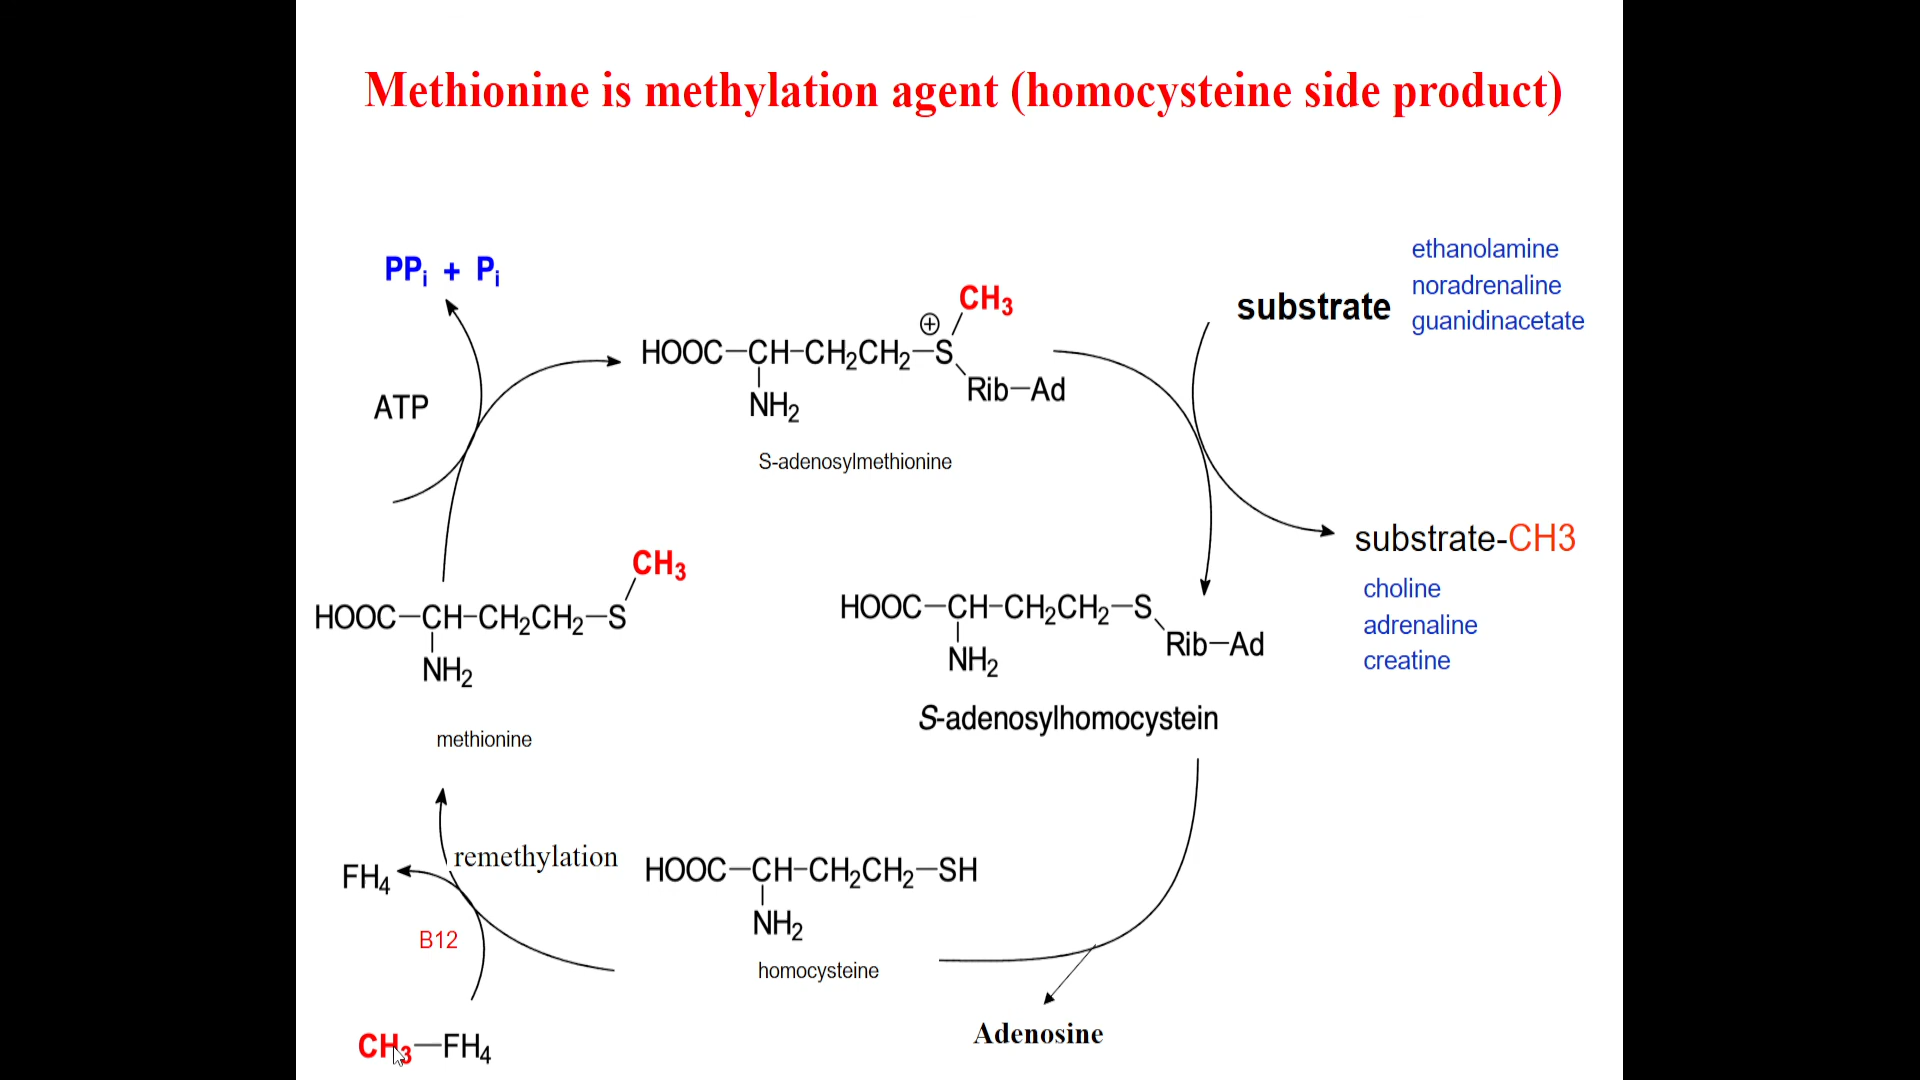 Methionine is methylation agent (homocysteine side product)
PPi + Pi
ATP
HOOC–CH–CH2CH2–S
⊕
CH3
Rib–Ad
NH2
S-adenosylmethionine
substrate
ethanolamine
noradrenaline
guanidinacetate
substrate-CH3
choline
adrenaline
creatine
CH3
HOOC–CH–CH2CH2–S
NH2
methionine
HOOC–CH–CH2CH2–S
Rib–Ad
NH2
S-adenosylhomocystein
remethylation
FH4
B12
CH3–FH4
HOOC–CH–CH2CH2–SH
NH2
homocysteine
Adenosine